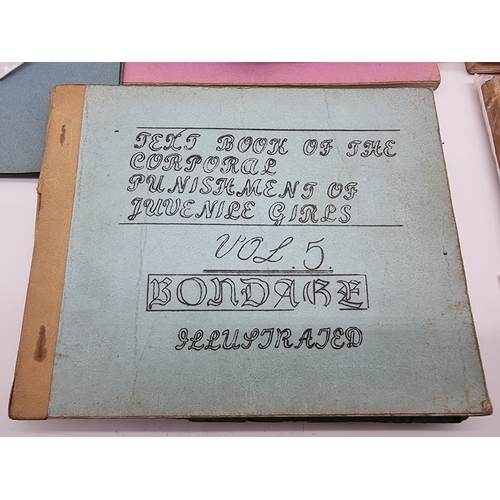 TEXT BOOK OF THE
CORPORAL
PUNISHMENT OF
JUVENILE GIRLS
VOL. 5.
BONDAGE
ILLUSTRATED